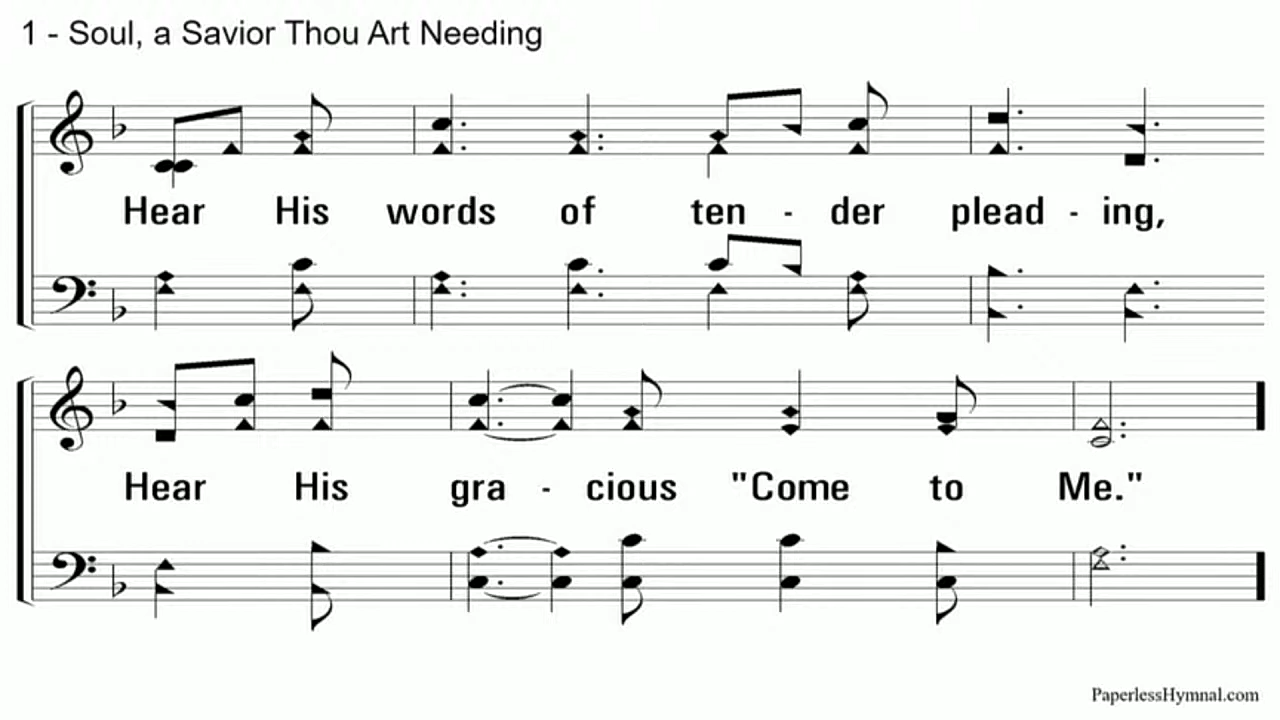 1 - Soul, a Savior Thou Art Needing
Hear His words of ten - der plead - ing,
Hear His gra - cious "Come to Me."
PaperlessHymnal.com